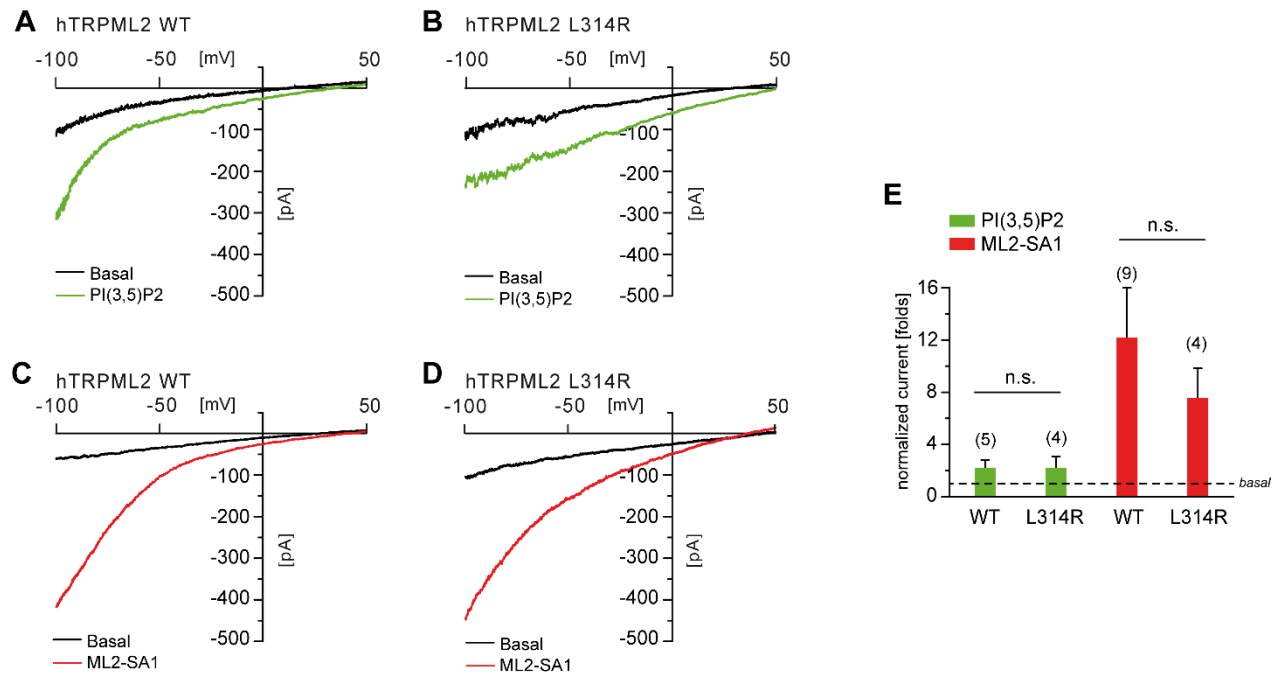 A hTRPML2 WT
-100 -50 [mV] 50
-100
-200
-300
-400
-500
[pA]
Basal
PI(3,5)P2
B hTRPML2 L314R
-100 -50 [mV] 50
-100
-200
-300
-400
-500
[pA]
Basal
PI(3,5)P2
C hTRPML2 WT
-100 -50 [mV] 50
-100
-200
-300
-400
-500
[pA]
Basal
ML2-SA1
D hTRPML2 L314R
-100 -50 [mV] 50
-100
-200
-300
-400
-500
[pA]
Basal
ML2-SA1
E
PI(3,5)P2
ML2-SA1
n.s.
n.s.
(5) (4) (9) (4)
normalized current [folds]
16
12
8
4
0
basal
WT L314R WT L314R